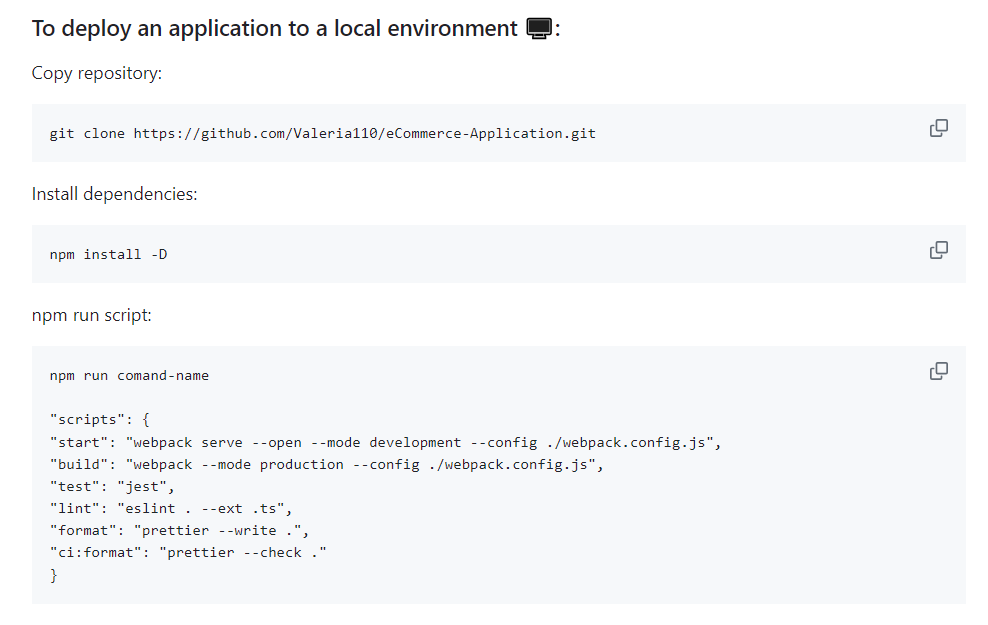 To deploy an application to a local environment 🖥️:
Copy repository:
git clone https://github.com/Valeria110/eCommerce-Application.git
Install dependencies:
npm install -D
npm run script:
npm run comand-name
"scripts": {
"start": "webpack serve --open --mode development --config ./webpack.config.js",
"build": "webpack --mode production --config ./webpack.config.js",
"test": "jest",
"lint": "eslint . --ext .ts",
"format": "prettier --write .",
"ci:format": "prettier --check ."
}